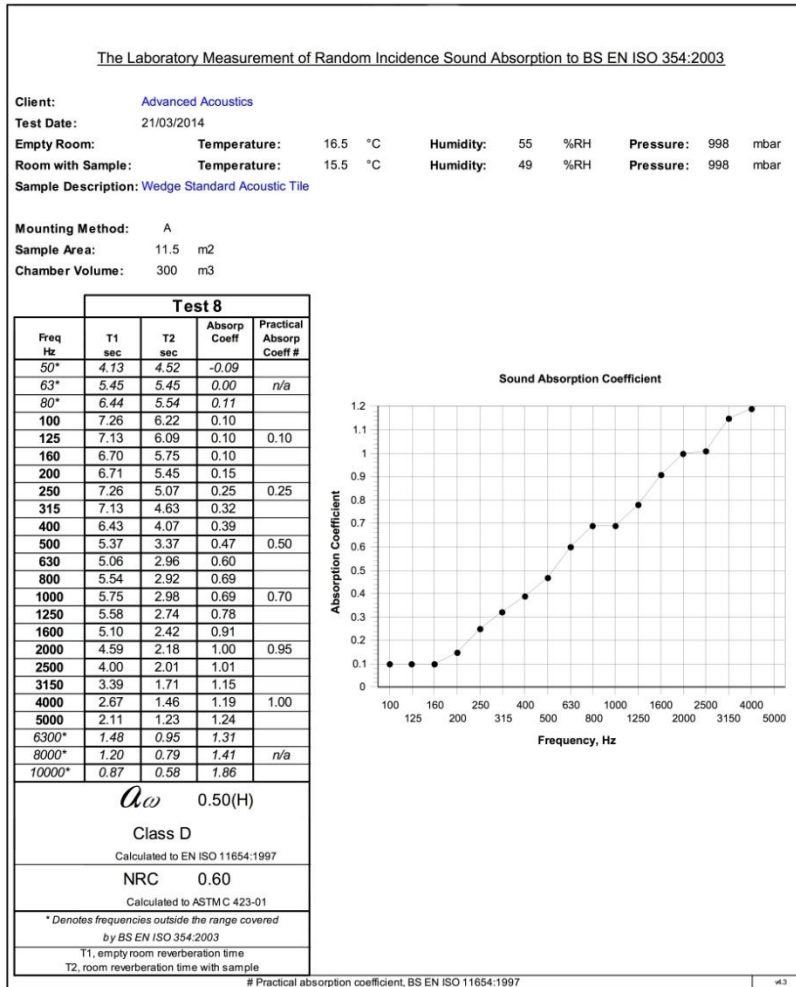 The Laboratory Measurement of Random Incidence Sound Absorption to BS EN ISO 354:2003
Client: Advanced Acoustics
Test Date: 21/03/2014
Empty Room: Temperature: 16.5 °C Humidity: 55 %RH Pressure: 998 mbar
Room with Sample: Temperature: 15.5 °C Humidity: 49 %RH Pressure: 998 mbar
Sample Description: Wedge Standard Acoustic Tile
Mounting Method: A
Sample Area: 11.5 m2
Chamber Volume: 300 m3
Test 8
Freq Hz T1 sec T2 sec Absorp Coeff Practical Absorp Coeff #
50* 4.13 4.52 -0.09
63* 5.45 5.45 0.00 n/a
80* 6.44 5.54 0.11
100 7.26 6.22 0.10
125 7.13 6.09 0.10 0.10
160 6.70 5.75 0.10
200 6.71 5.45 0.15
250 7.26 5.07 0.25 0.25
315 7.13 4.63 0.32
400 6.43 4.07 0.39
500 5.37 3.37 0.47 0.50
630 5.06 2.96 0.60
800 5.54 2.92 0.69
1000 5.75 2.98 0.69 0.70
1250 5.58 2.74 0.78
1600 5.10 2.42 0.91
2000 4.59 2.18 1.00 0.95
2500 4.00 2.01 1.01
3150 3.39 1.71 1.15
4000 2.67 1.46 1.19 1.00
5000 2.11 1.23 1.24
6300* 1.48 0.95 1.31
8000* 1.20 0.79 1.41 n/a
10000* 0.87 0.58 1.86
αω 0.50(H)
Class D
Calculated to EN ISO 11654:1997
NRC 0.60
Calculated to ASTM C 423-01
* Denotes frequencies outside the range covered
by BS EN ISO 354:2003
T1, empty room reverberation time
T2, room reverberation time with sample
Sound Absorption Coefficient
Absorption Coefficient
1.2
1.1
1
0.9
0.8
0.7
0.6
0.5
0.4
0.3
0.2
0.1
0
100 160 250 400 630 1000 1600 2500 4000
125 200 315 500 800 1250 2000 3150 5000
Frequency, Hz
# Practical absorption coefficient, BS EN ISO 11654:1997
v4.3